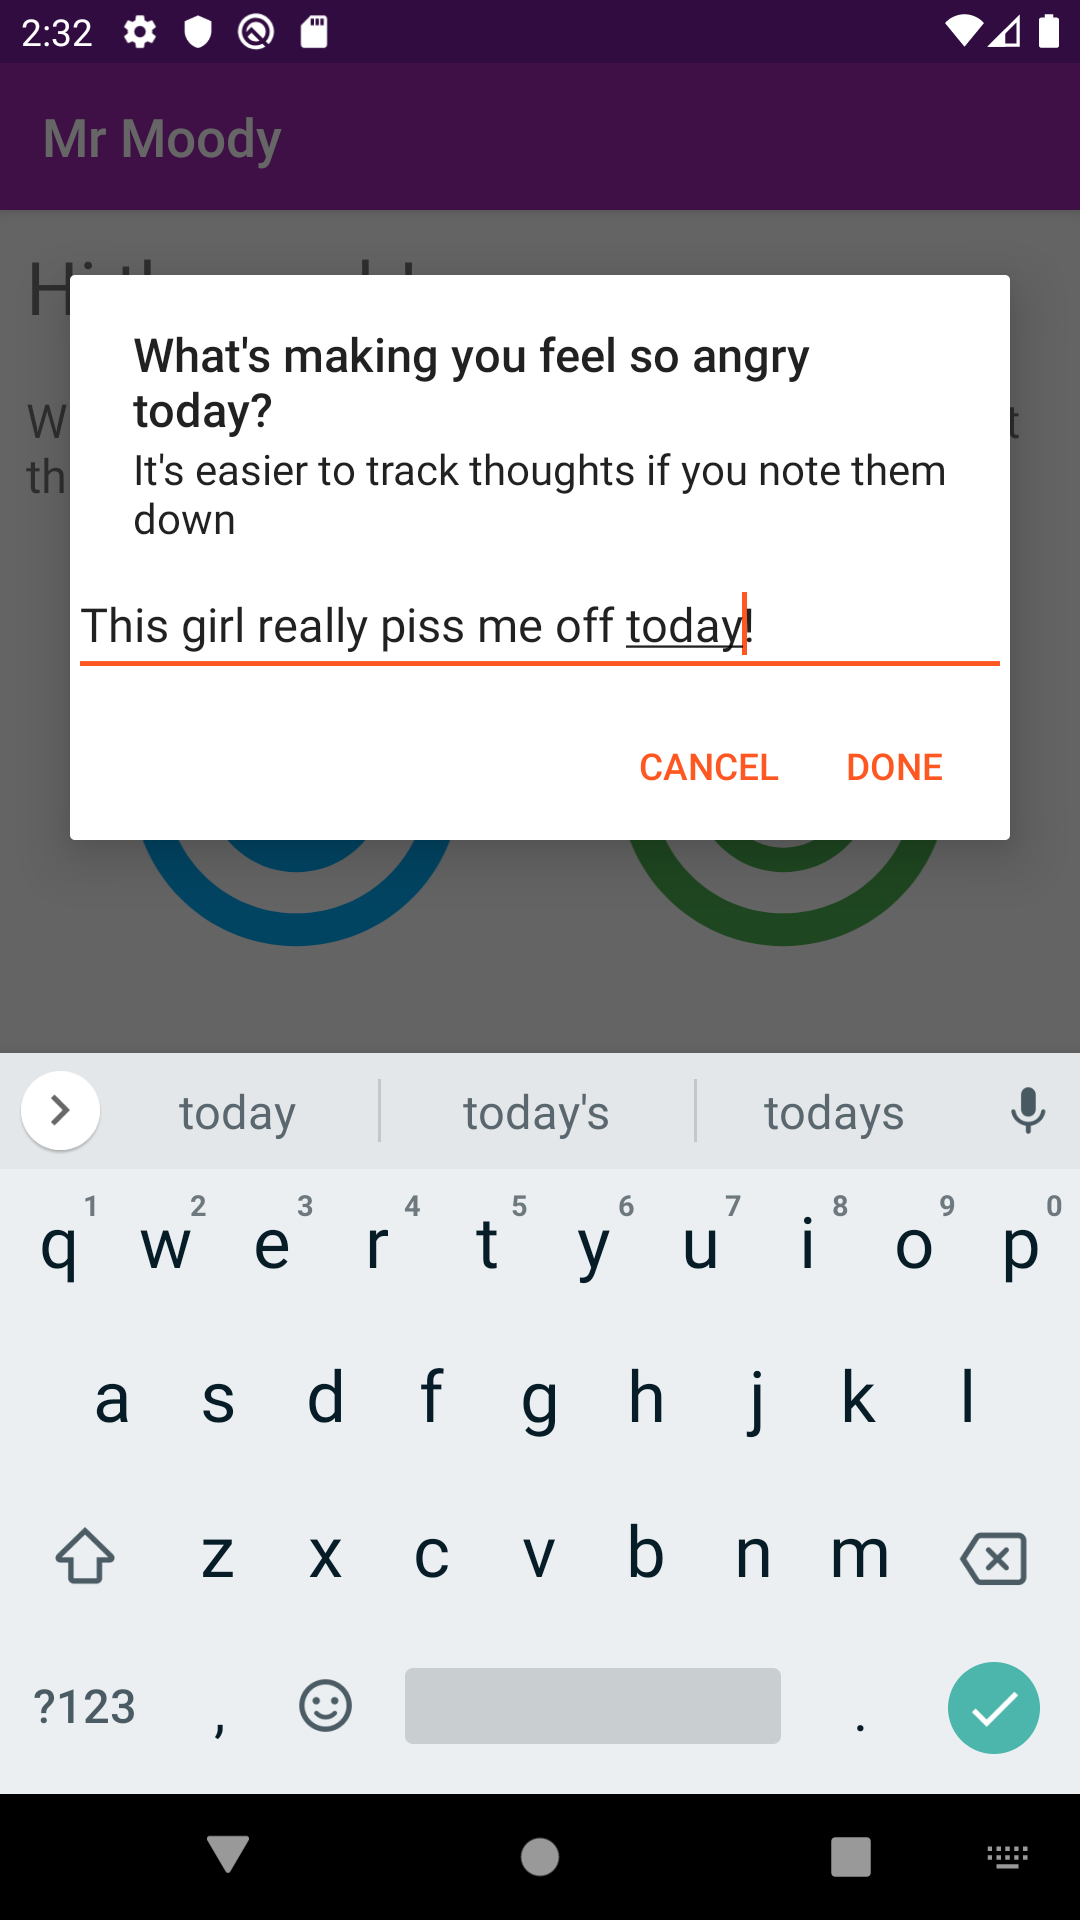 2:32
Mr Moody
What's making you feel so angry
today?
It's easier to track thoughts if you note them
down
This girl really piss me off today!
CANCEL DONE
today today's todays
1 2 3 4 5 6 7 8 9 0
q w e r t y u i o p
a s d f g h j k l
z x c v b n m
?123 , .